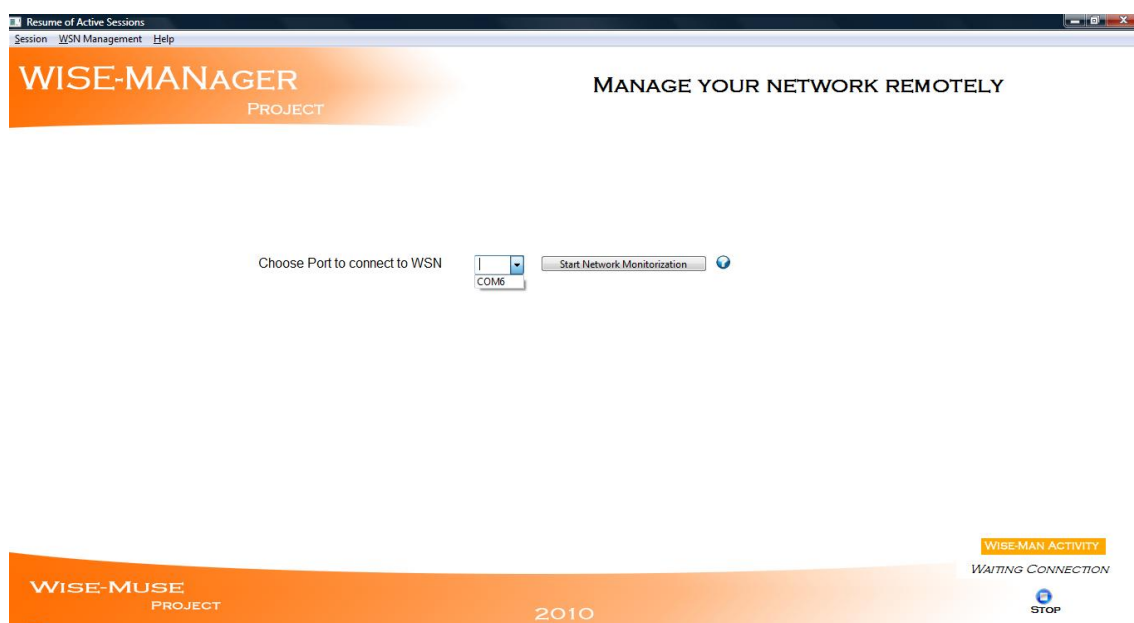 Resume of Active Sessions
Session WSN Management Help
WISE-MANAGER
PROJECT
MANAGE YOUR NETWORK REMOTELY
Choose Port to connect to WSN
Start Network Monitorization
COM6
WISE-MAN ACTIVITY
WAITING CONNECTION
STOP
WISE-MUSE
PROJECT
2010